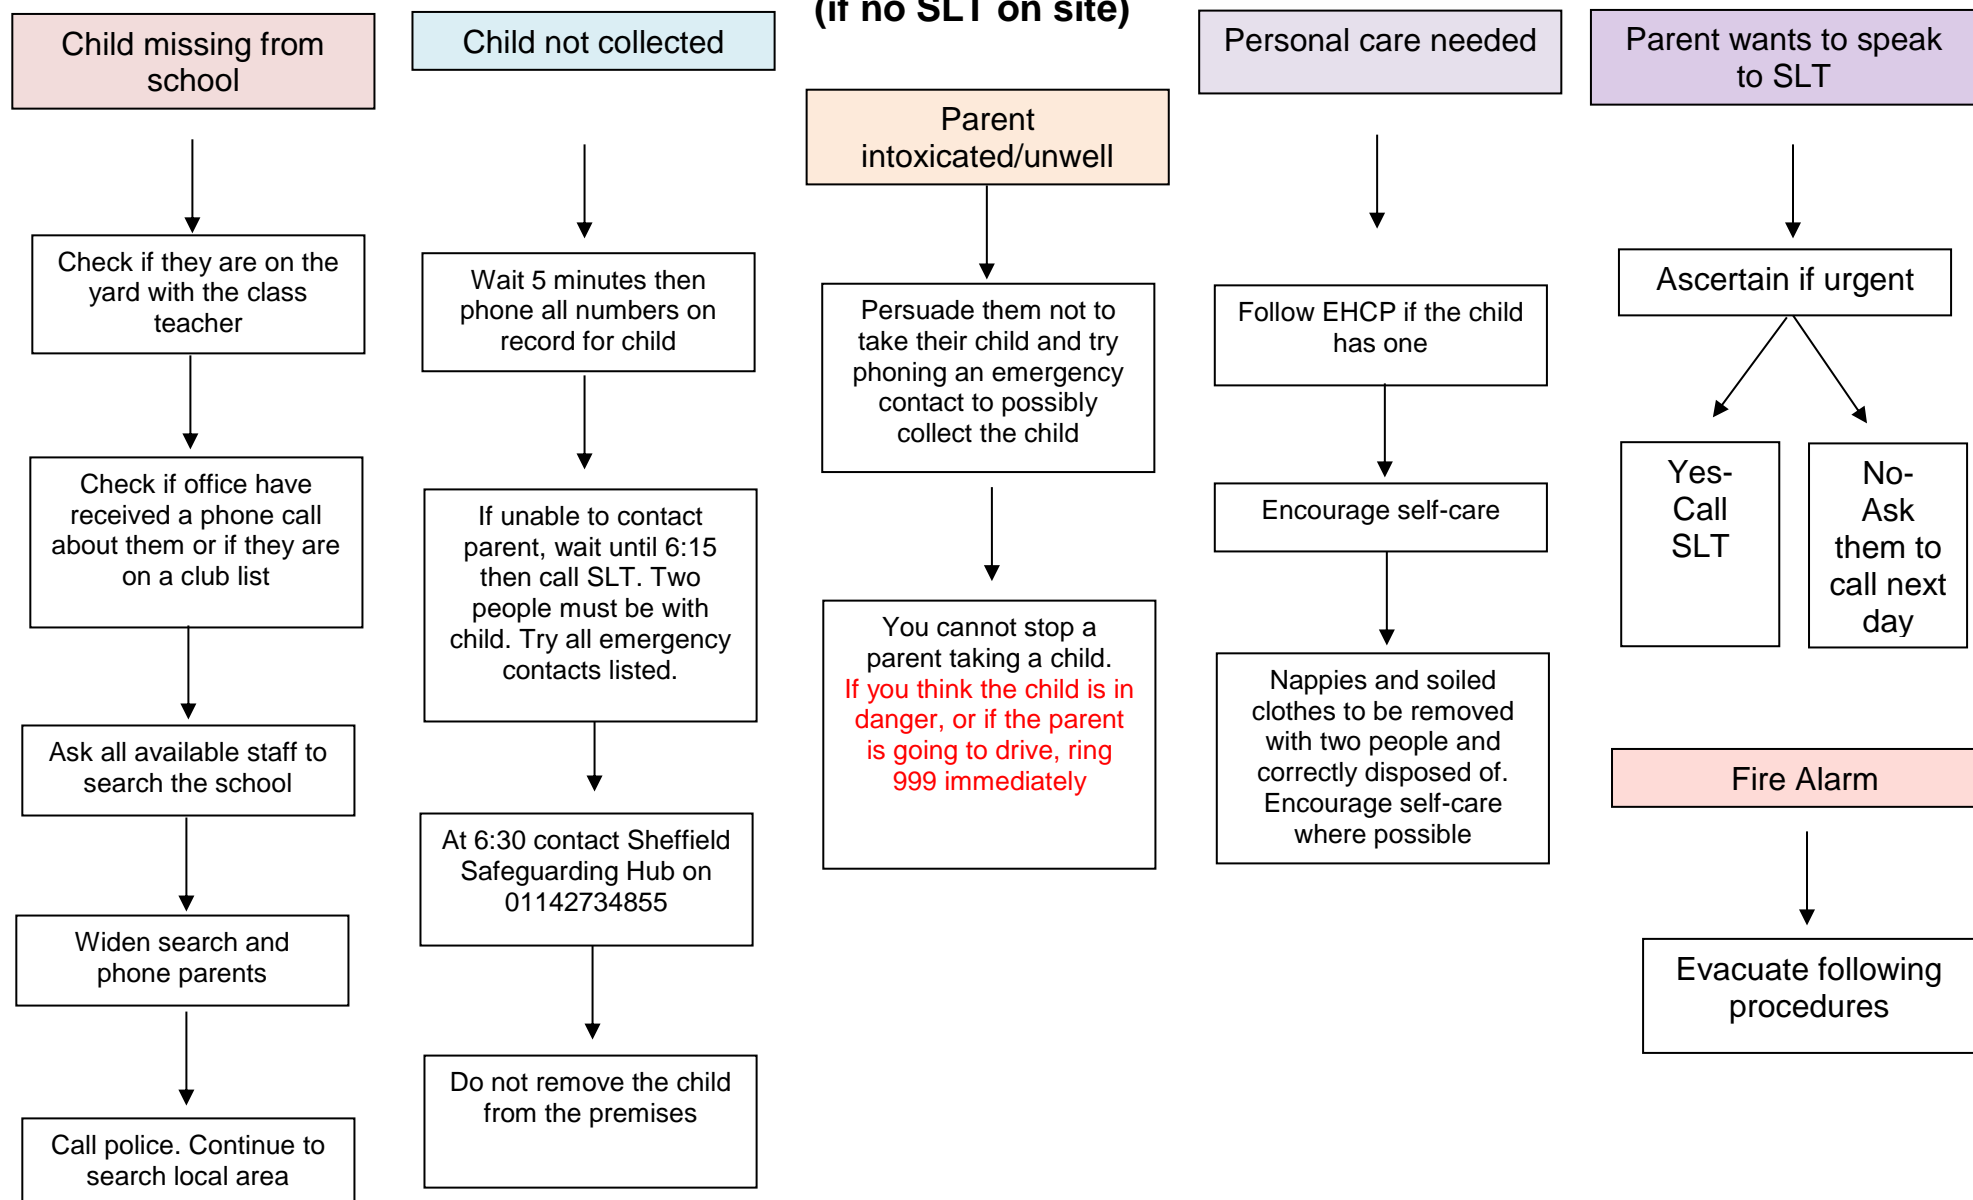 (if no SLT on site)
Child missing from
school
Check if they are on the
yard with the class
teacher
Check if office have
received a phone call
about them or if they are
on a club list
Ask all available staff to
search the school
Widen search and
phone parents
Call police. Continue to
search local area
Child not collected
Wait 5 minutes then
phone all numbers on
record for child
If unable to contact
parent, wait until 6:15
then call SLT. Two
people must be with
child. Try all emergency
contacts listed.
At 6:30 contact Sheffield
Safeguarding Hub on
01142734855
Do not remove the child
from the premises
Parent
intoxicated/unwell
Persuade them not to
take their child and try
phoning an emergency
contact to possibly
collect the child
You cannot stop a
parent taking a child.
If you think the child is in
danger, or if the parent
is going to drive, ring
999 immediately
Personal care needed
Follow EHCP if the child
has one
Encourage self-care
Nappies and soiled
clothes to be removed
with two people and
correctly disposed of.
Encourage self-care
where possible
Parent wants to speak
to SLT
Ascertain if urgent
Yes-
Call
SLT
No-
Ask
them to
call next
day
Fire Alarm
Evacuate following
procedures